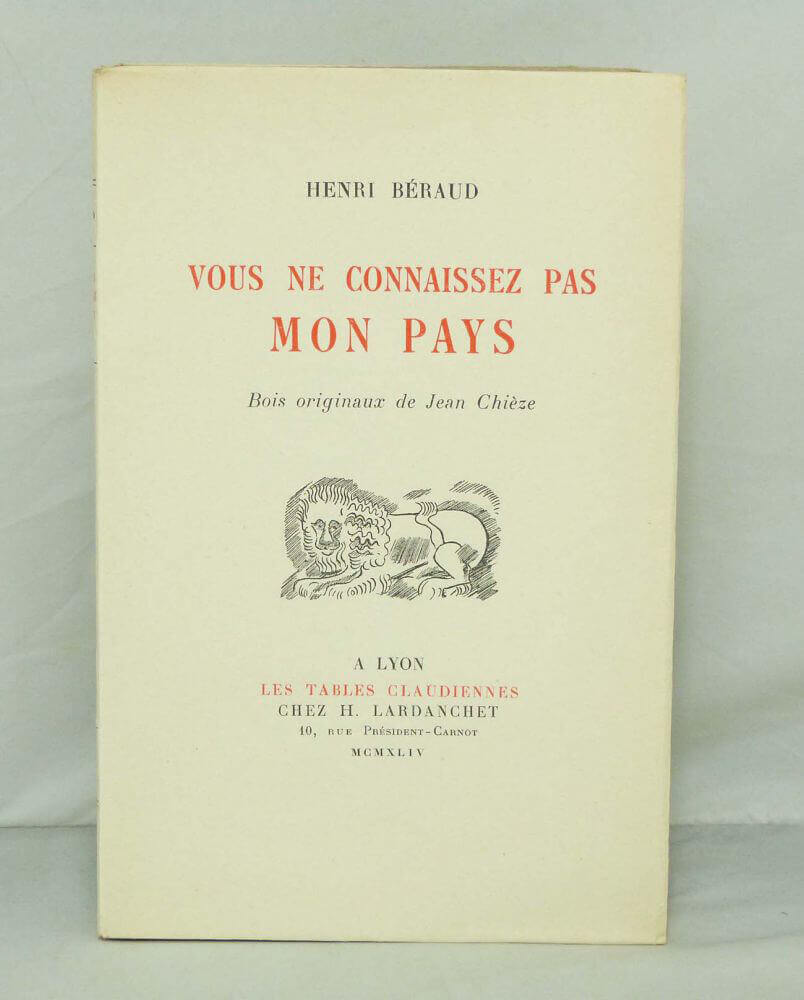 HENRI BÉRAUD
VOUS NE CONNAISSEZ PAS
MON PAYS
Bois originaux de Jean Chièze
A LYON
LES TABLES CLAUDIENNES
CHEZ H. LARDANCHET
10, RUE PRÉSIDENT-CARNOT
MCMXLIV